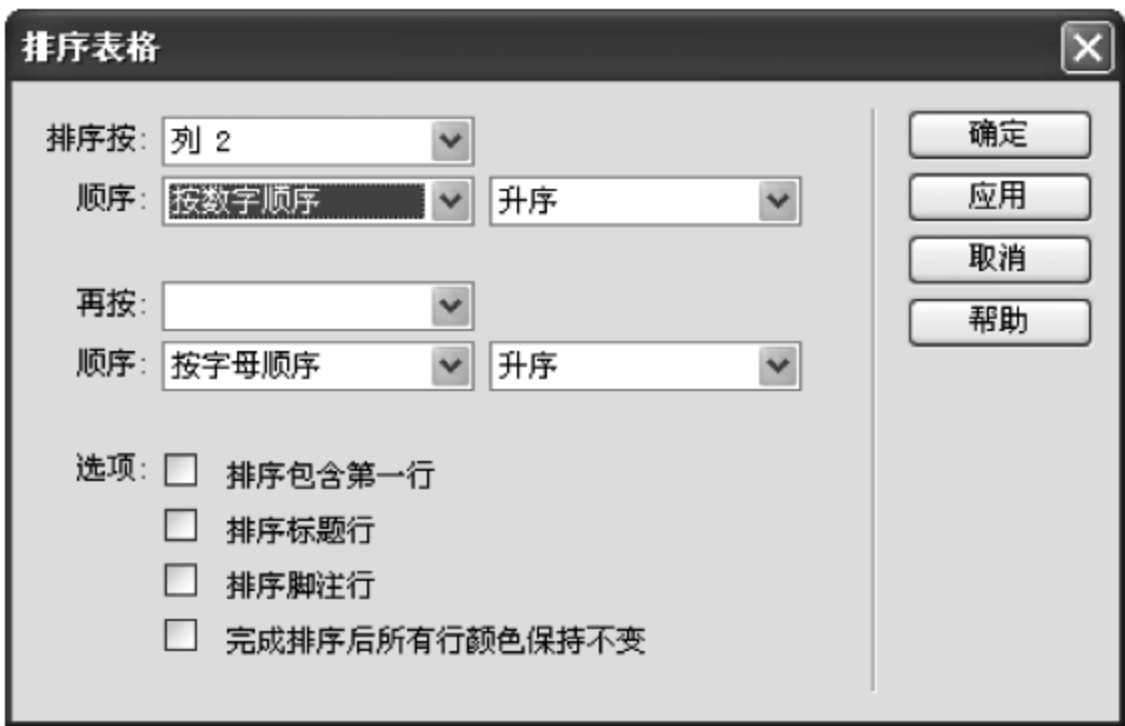 排序表格
排序按: 列 2
顺序: 按数字顺序 升序
再按:
顺序: 按字母顺序 升序
选项: 排序包含第一行
排序标题行
排序脚注行
完成排序后所有行颜色保持不变
确定
应用
取消
帮助